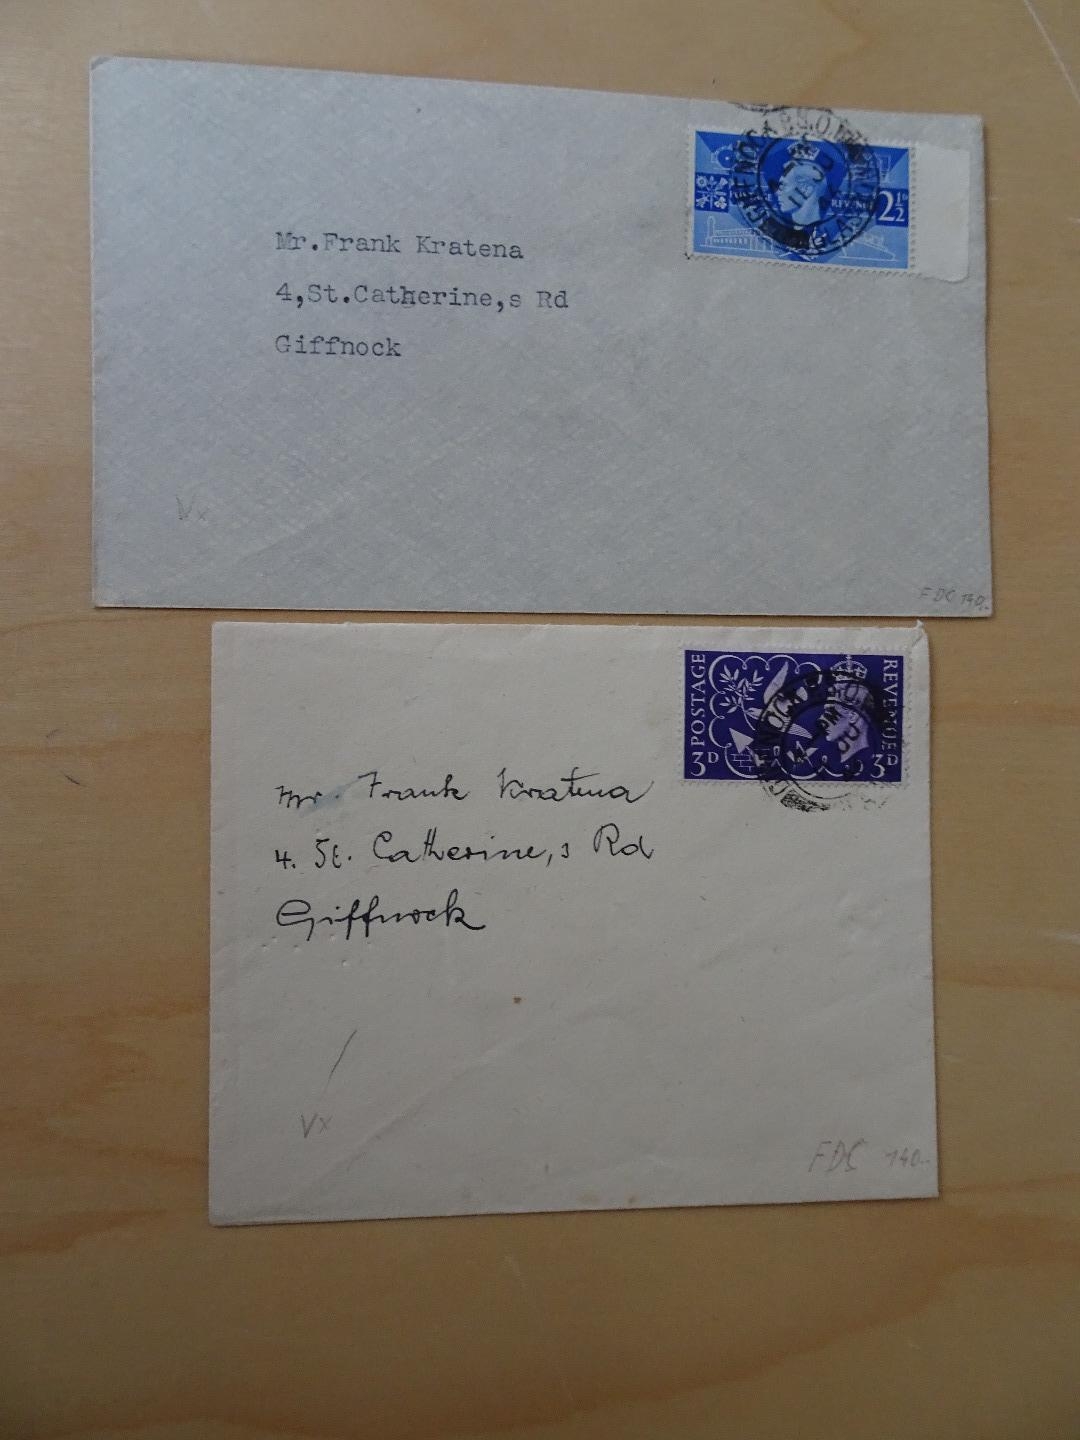 Mr.Frank Kratena
4,St.Catherine,s Rd
Giffnock
REVENUE
2½D
Vx
FDC 140.-
Mr. Frank Kratena
4. St. Catherine,s Rd
Giffnock
POSTAGE
REVENUE
3D
3D
Vx
FDC 140.-